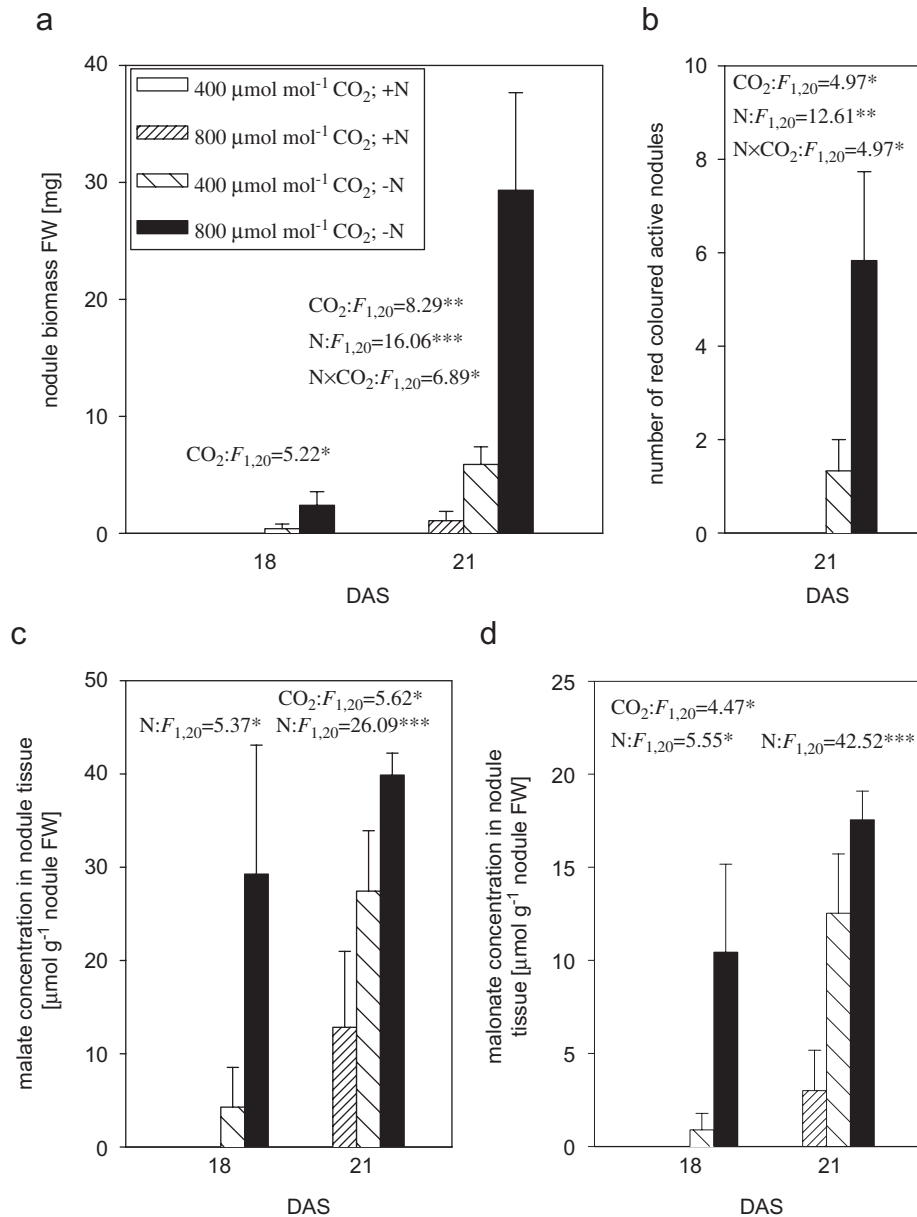 a
40
30
20
10
0
nodule biomass FW [mg]
400 μmol mol⁻¹ CO₂; +N
800 μmol mol⁻¹ CO₂; +N
400 μmol mol⁻¹ CO₂; -N
800 μmol mol⁻¹ CO₂; -N
CO₂:F₁,₂₀=8.29**
N:F₁,₂₀=16.06***
N×CO₂:F₁,₂₀=6.89*
CO₂:F₁,₂₀=5.22*
18
21
DAS
b
10
8
6
4
2
0
number of red coloured active nodules
CO₂:F₁,₂₀=4.97*
N:F₁,₂₀=12.61**
N×CO₂:F₁,₂₀=4.97*
21
DAS
c
50
40
30
20
10
0
malate concentration in nodule tissue
[μmol g⁻¹ nodule FW]
CO₂:F₁,₂₀=5.62*
N:F₁,₂₀=5.37*
N:F₁,₂₀=26.09***
18
21
DAS
d
25
20
15
10
5
0
malonate concentration in nodule
tissue [μmol g⁻¹ nodule FW]
CO₂:F₁,₂₀=4.47*
N:F₁,₂₀=5.55*
N:F₁,₂₀=42.52***
18
21
DAS